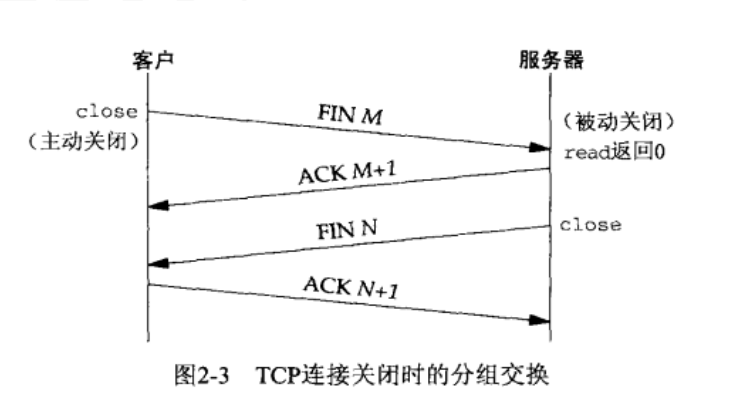 客户 服务器
close FIN M （被动关闭）
（主动关闭） read返回0
ACK M+1
FIN N close
ACK N+1
图2-3 TCP连接关闭时的分组交换